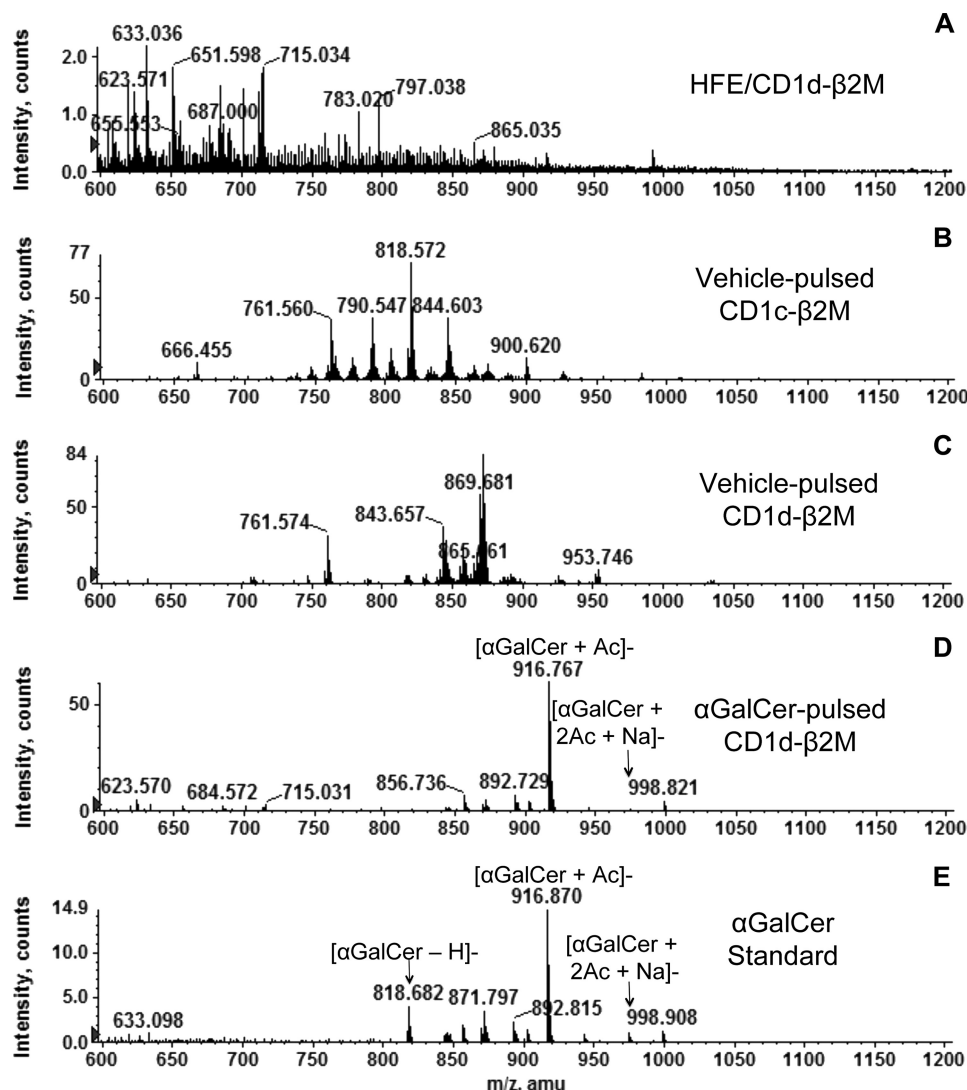 A
Intensity, counts
2.0
1.0
0.0
633.036
651.598
715.034
623.571
783.020
797.038
687.000
655.553
865.035
HFE/CD1d-β2M
600 650 700 750 800 850 900 950 1000 1050 1100 1150 1200
B
Intensity, counts
77
50
0
818.572
761.560
790.547
844.603
666.455
900.620
Vehicle-pulsed
CD1c-β2M
600 650 700 750 800 850 900 950 1000 1050 1100 1150 1200
C
Intensity, counts
84
50
0
869.681
761.574
843.657
953.746
Vehicle-pulsed
CD1d-β2M
600 650 700 750 800 850 900 950 1000 1050 1100 1150 1200
D
Intensity, counts
50
0
[αGalCer + Ac]-
916.767
[αGalCer +
2Ac + Na]-
αGalCer-pulsed
CD1d-β2M
623.570
684.572
715.031
856.736
892.729
998.821
600 650 700 750 800 850 900 950 1000 1050 1100 1150 1200
E
Intensity, counts
14.9
10.0
5.0
0.0
[αGalCer + Ac]-
916.870
αGalCer
Standard
[αGalCer – H]-
[αGalCer +
2Ac + Na]-
818.682
871.797
892.815
998.908
633.098
600 650 700 750 800 850 900 950 1000 1050 1100 1150 1200
m/z, amu